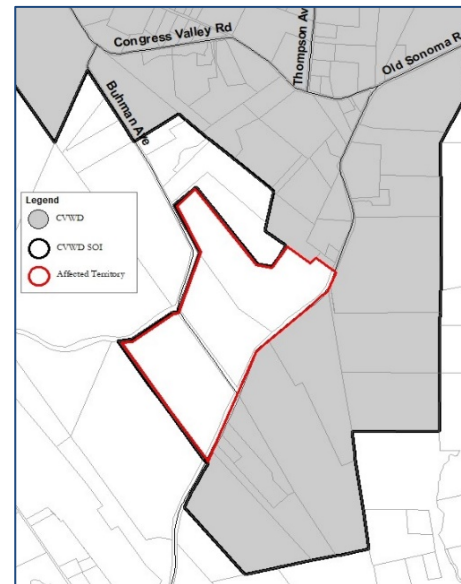 Congress Valley Rd
Thompson Av
Old Sonoma R
Buhman Ave
Legend
CVWD
CVWD SOI
Affected Territory